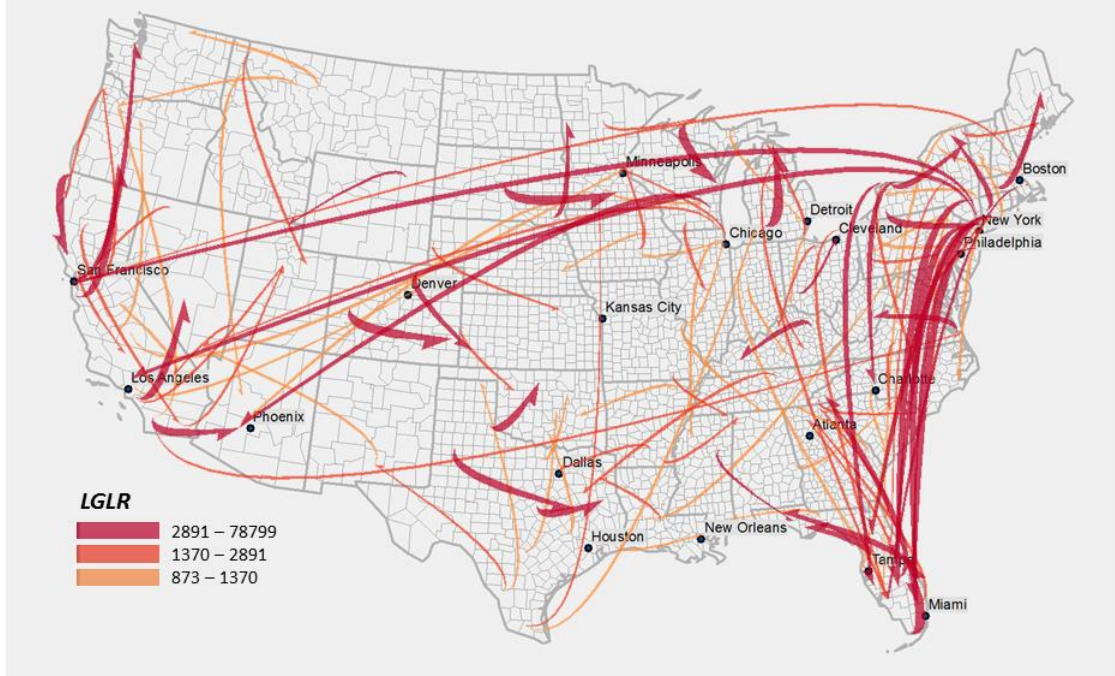 Minneapolis
Boston
Detroit
New York
Chicago
Cleveland
Philadelphia
San Francisco
Denver
Kansas City
Los Angeles
Charlotte
Phoenix
Atlanta
Dallas
LGLR
2891 – 78799
1370 – 2891
873 – 1370
New Orleans
Houston
Tampa
Miami